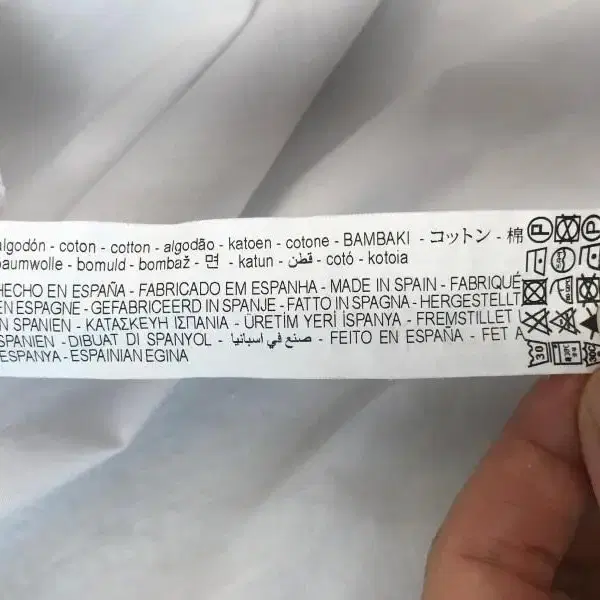 algodón - coton - cotton - algodão - katoen - cotone - BAMBAKI - コットン - 棉
baumwolle - bomuld - bombaž - 면 - katun - قطن - cotó - kotoia
HECHO EN ESPAÑA - FABRICADO EM ESPANHA - MADE IN SPAIN - FABRIQUÉ
EN ESPAGNE - GEFABRICEERD IN SPANJE - FATTO IN SPAGNA - HERGESTELLT
IN SPANIEN - ΚΑΤΑΣΚΕΥΗ ΙΣΠΑΝΙΑ - ÜRETİM YERİ İSPANYA - FREMSTILLET I
SPANIEN - DIBUAT DI SPANYOL - صنع في اسبانيا - FEITO EN ESPAÑA - FET A
ESPANYA - ESPAINIAN EGINA
P P
30